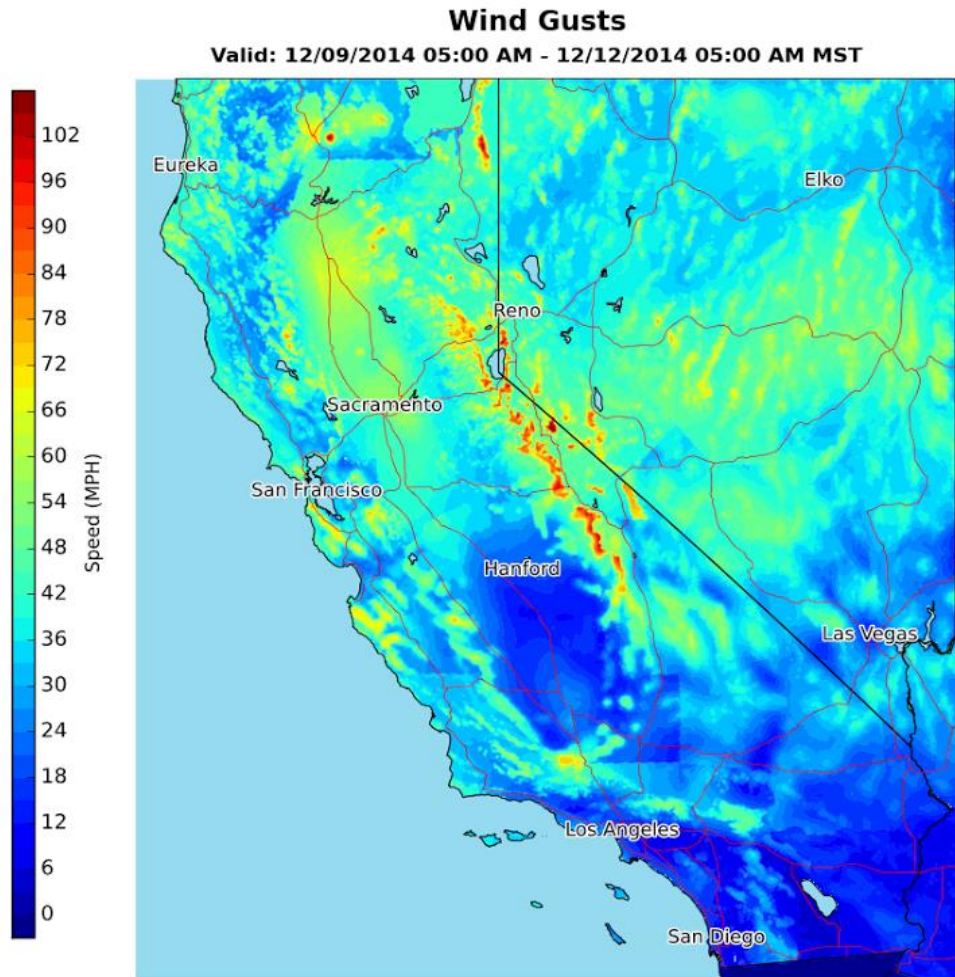 Wind Gusts
Valid: 12/09/2014 05:00 AM - 12/12/2014 05:00 AM MST
102
96
90
84
78
72
66
60
54
48
42
36
30
24
18
12
6
0
Speed (MPH)
Eureka
Elko
Reno
Sacramento
San Francisco
Hanford
Las Vegas
Los Angeles
San Diego